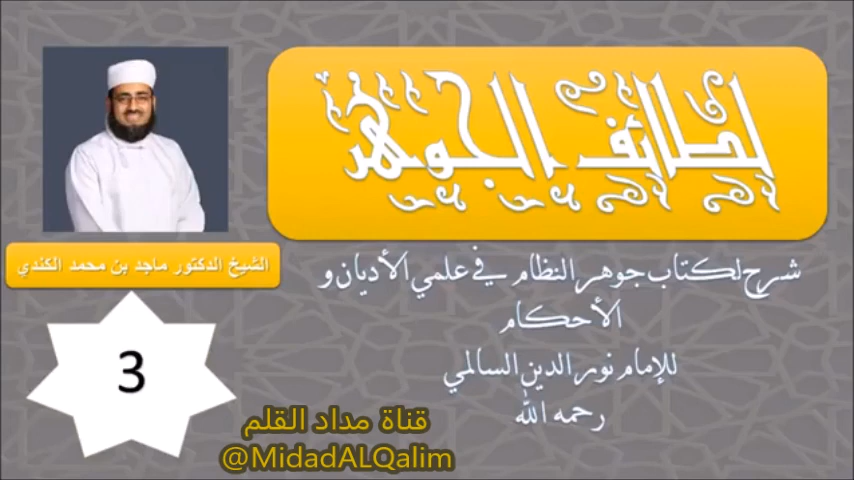 لطائف الجوهر
شرح لكتاب جوهر النظام في علمي الأديان و
الأحكام
للإمام نور الدين السالمي
رحمه الله
الشيخ الدكتور ماجد بن محمد الكندي
3
قناة مداد القلم
@MidadALQalim